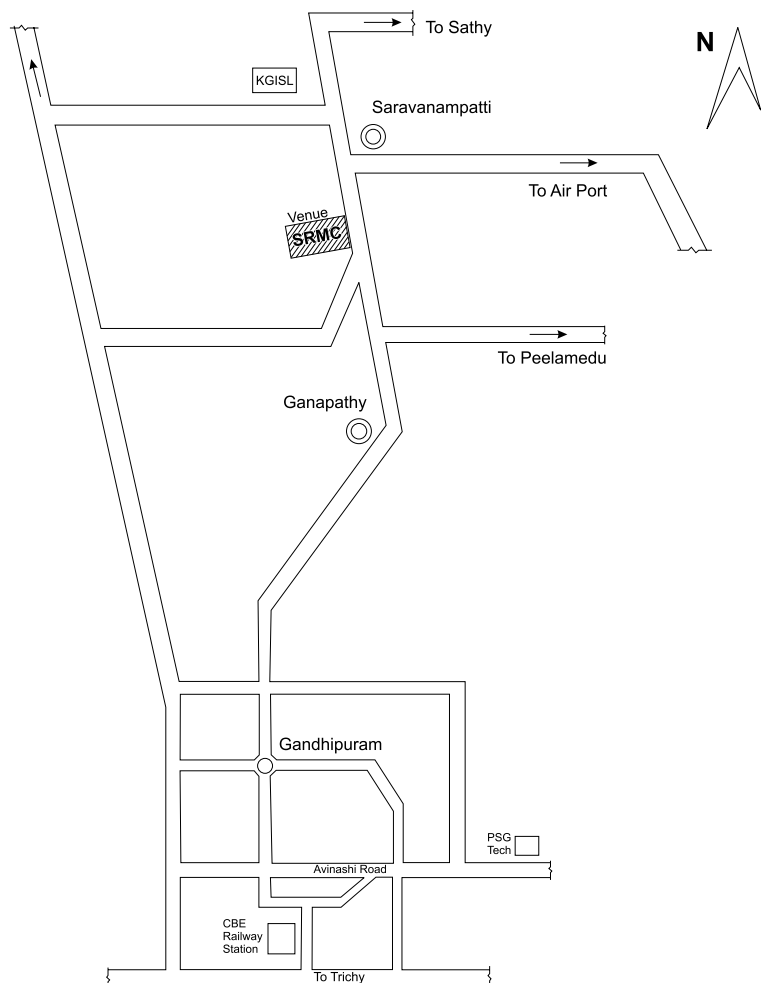 To Sathy
N
KGISL
Saravanampatti
To Air Port
Venue
SRMC
To Peelamedu
Ganapathy
Gandhipuram
PSG
Tech
Avinashi Road
CBE
Railway
Station
To Trichy